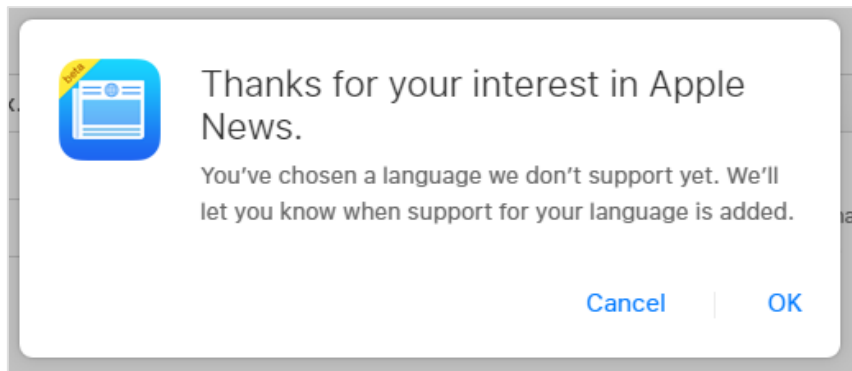 beta
Thanks for your interest in Apple
News.
You've chosen a language we don't support yet. We'll
let you know when support for your language is added.
Cancel
OK